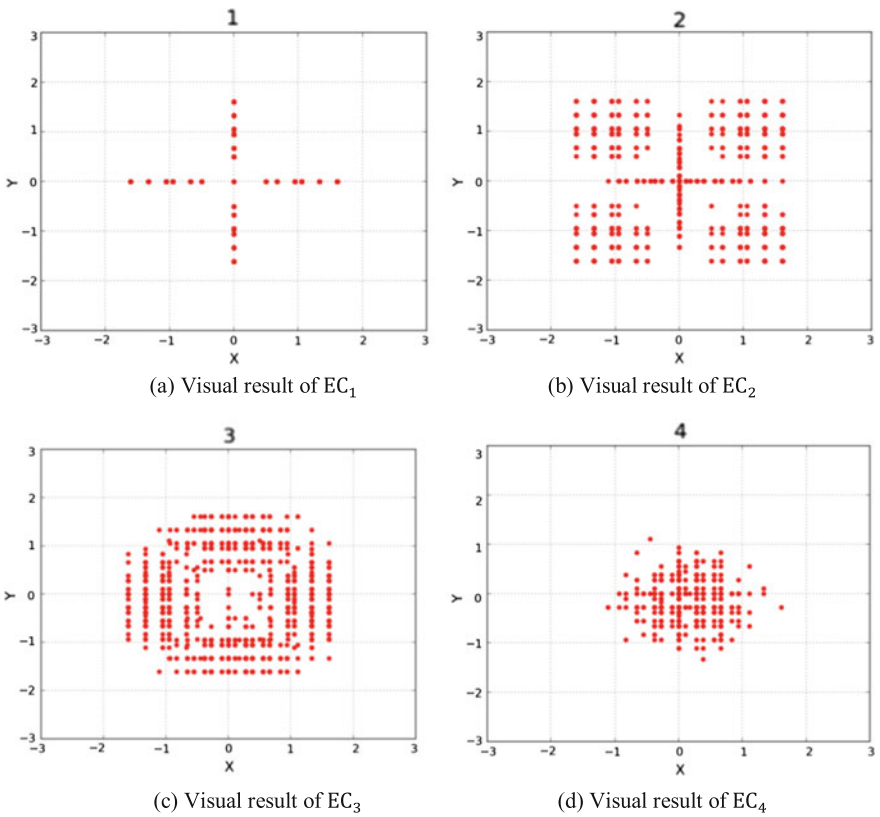 1
3
2
1
0
−1
−2
−3
Y
−3 −2 −1 0 1 2 3
X
(a) Visual result of EC₁
2
3
2
1
0
−1
−2
−3
Y
−3 −2 −1 0 1 2 3
X
(b) Visual result of EC₂
3
3
2
1
0
−1
−2
−3
Y
−3 −2 −1 0 1 2 3
X
(c) Visual result of EC₃
4
3
2
1
0
−1
−2
−3
Y
−3 −2 −1 0 1 2 3
X
(d) Visual result of EC₄